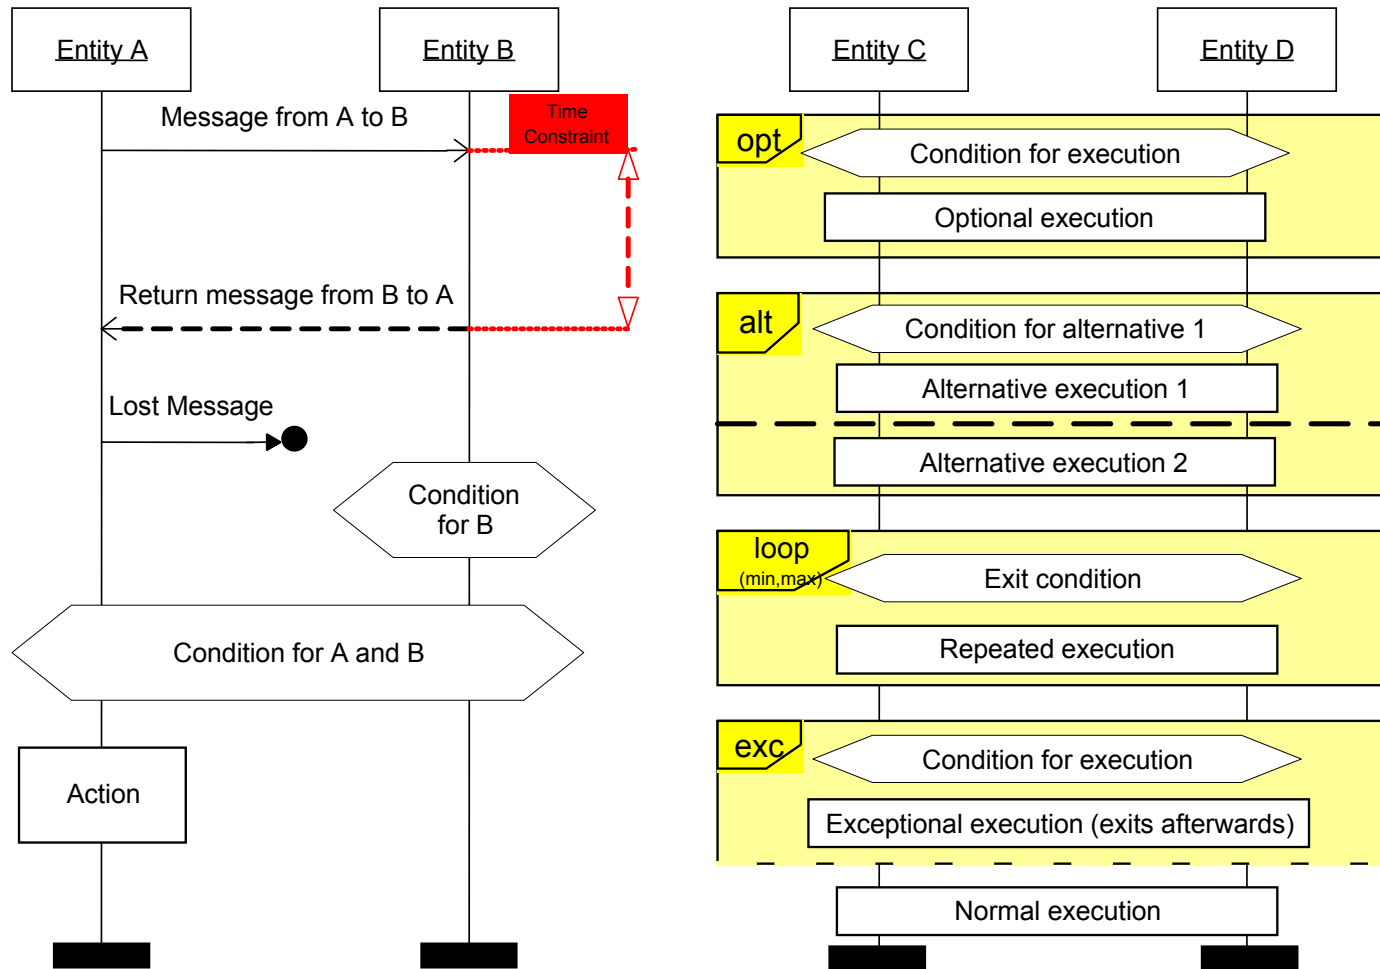 Entity A
Entity B
Message from A to B
Time
Constraint
Return message from B to A
Lost Message
Condition
for B
Condition for A and B
Action
Entity C
Entity D
opt
Condition for execution
Optional execution
alt
Condition for alternative 1
Alternative execution 1
Alternative execution 2
loop
(min,max)
Exit condition
Repeated execution
exc
Condition for execution
Exceptional execution (exits afterwards)
Normal execution